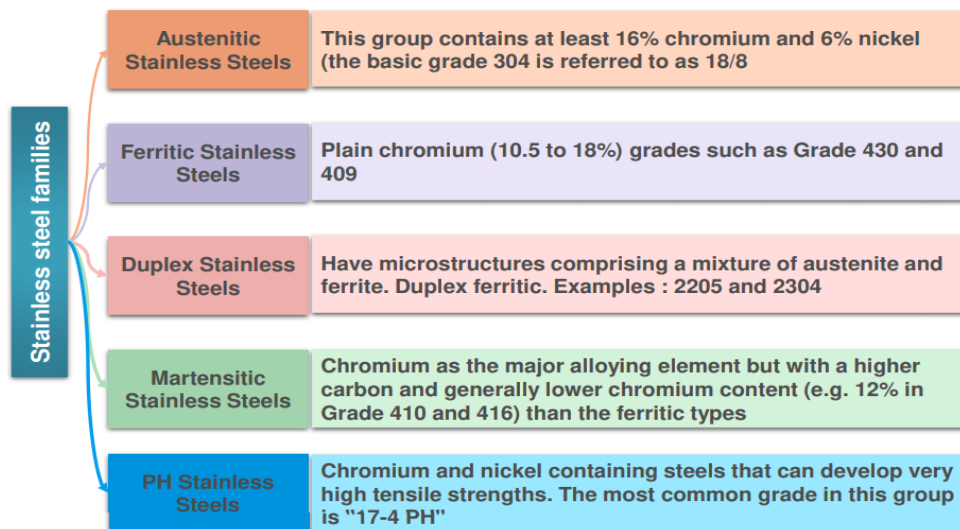 Stainless steel families
Austenitic
Stainless Steels
This group contains at least 16% chromium and 6% nickel
(the basic grade 304 is referred to as 18/8
Ferritic Stainless
Steels
Plain chromium (10.5 to 18%) grades such as Grade 430 and
409
Duplex Stainless
Steels
Have microstructures comprising a mixture of austenite and
ferrite. Duplex ferritic. Examples : 2205 and 2304
Martensitic
Stainless Steels
Chromium as the major alloying element but with a higher
carbon and generally lower chromium content (e.g. 12% in
Grade 410 and 416) than the ferritic types
PH Stainless
Steels
Chromium and nickel containing steels that can develop very
high tensile strengths. The most common grade in this group
is "17-4 PH"